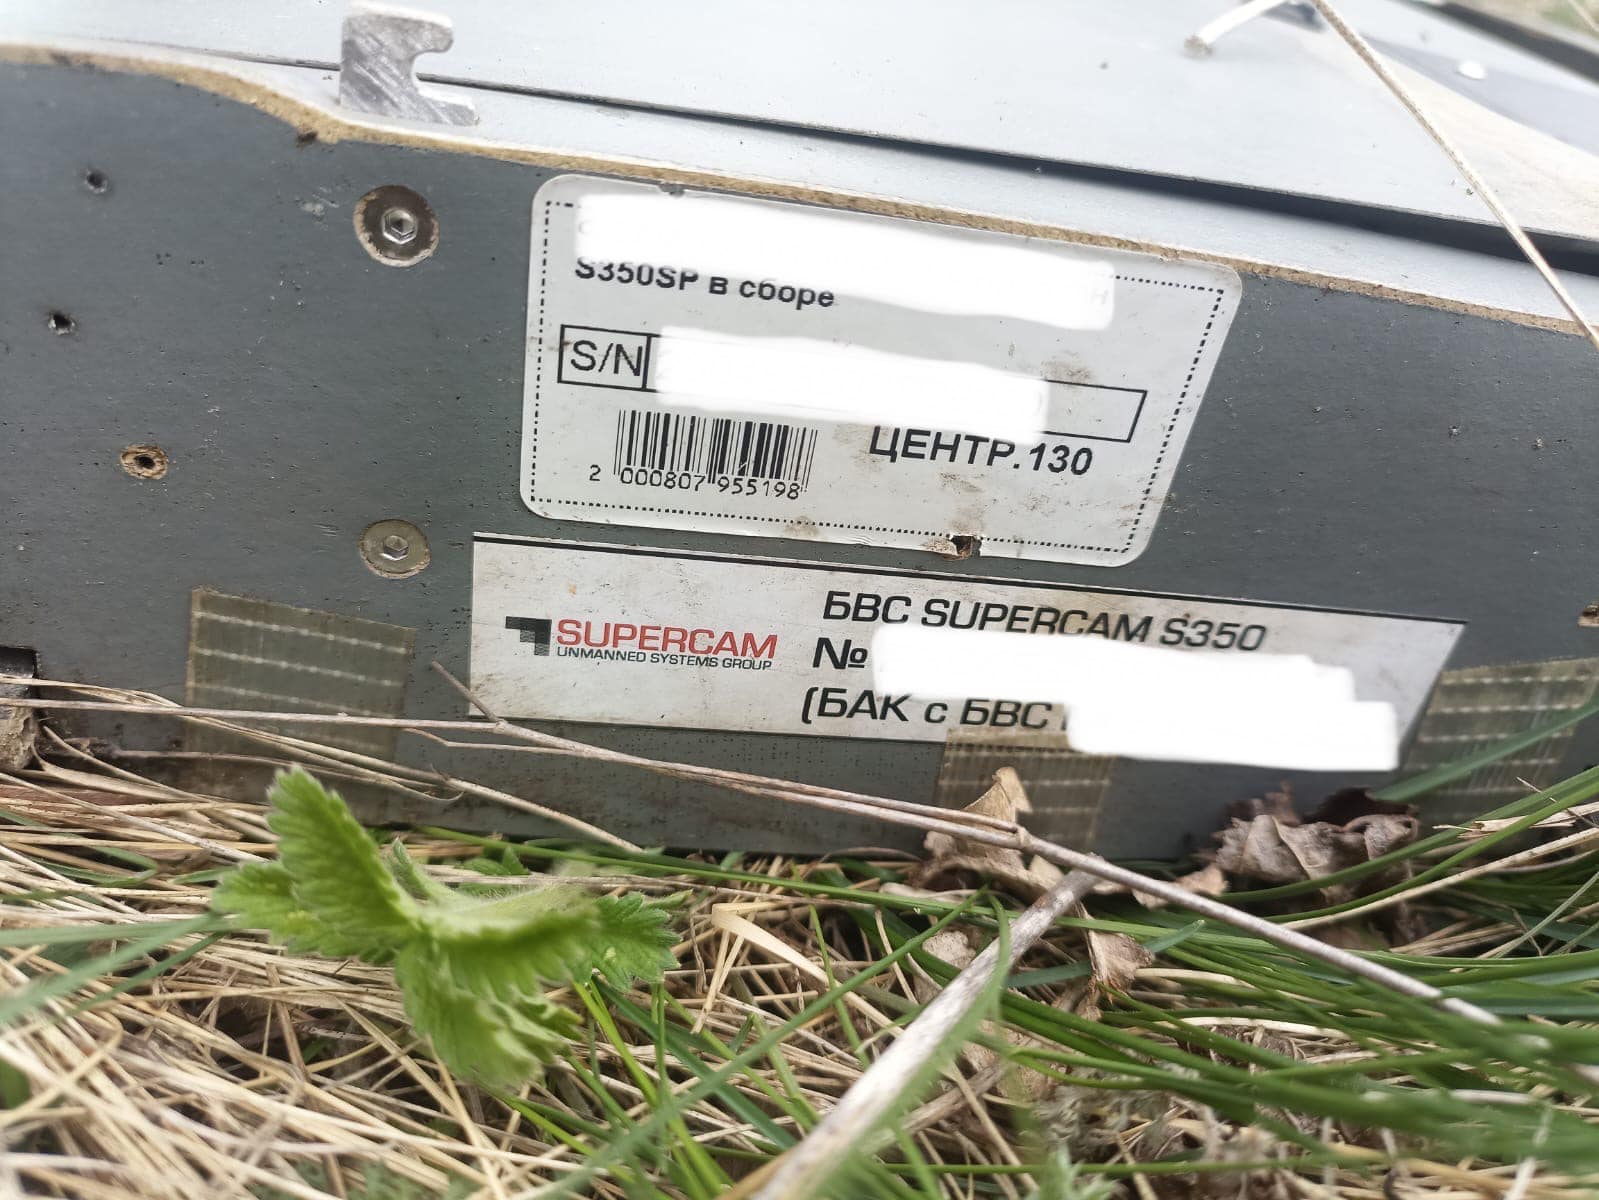 S350SP в сборе
S/N
ЦЕНТР.130
2 000807 955198
SUPERCAM
UNMANNED SYSTEMS GROUP
БВС SUPERCAM S350
№
(БАК с БВС